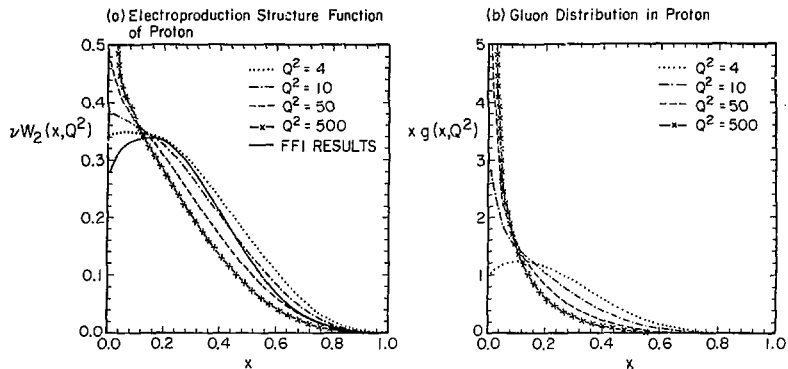 (a) Electroproduction Structure Function
of Proton
0.5
0.4
0.3
0.2
0.1
0.0
νW₂(x,Q²)
Q² = 4
Q² = 10
Q² = 50
Q² = 500
FFI RESULTS
0.0 0.2 0.4 0.6 0.8 1.0
x
(b) Gluon Distribution in Proton
5
4
3
2
1
0
x g(x,Q²)
Q² = 4
Q² = 10
Q² = 50
Q² = 500
0.0 0.2 0.4 0.6 0.8 1.0
x